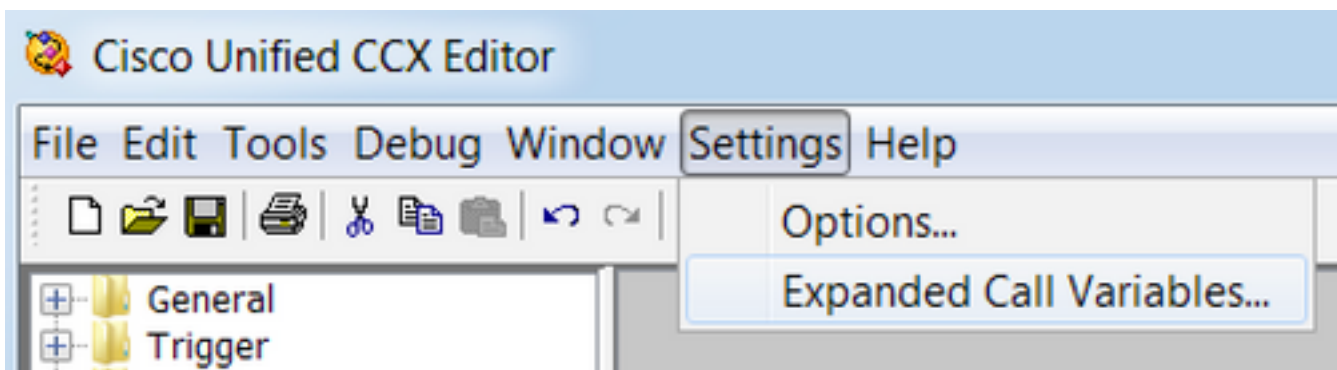 Cisco Unified CCX Editor
File Edit Tools Debug Window Settings Help
Options...
Expanded Call Variables...
General
Trigger